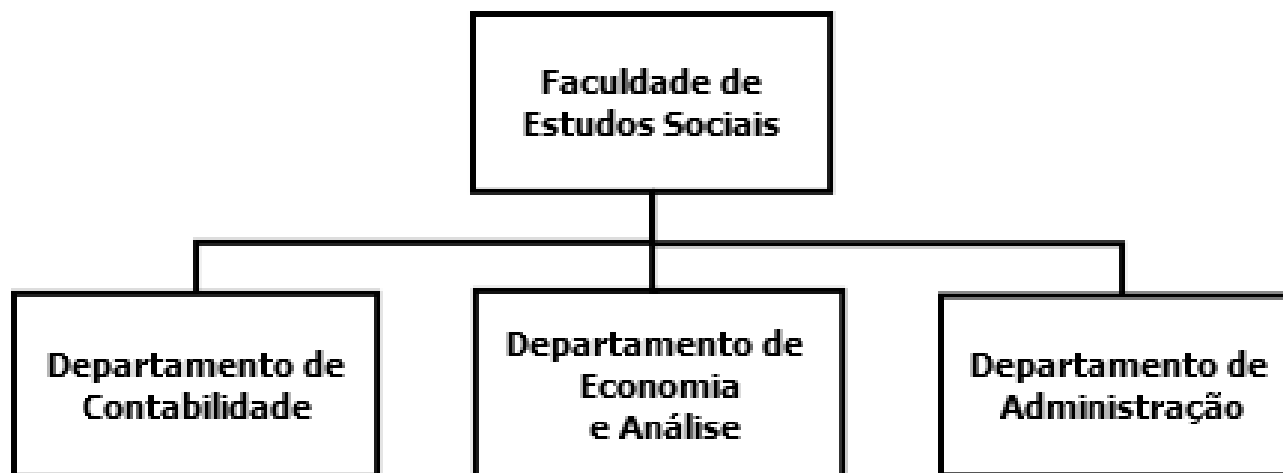 Faculdade de
Estudos Sociais
Departamento de
Contabilidade
Departamento de
Economia
e Análise
Departamento de
Administração